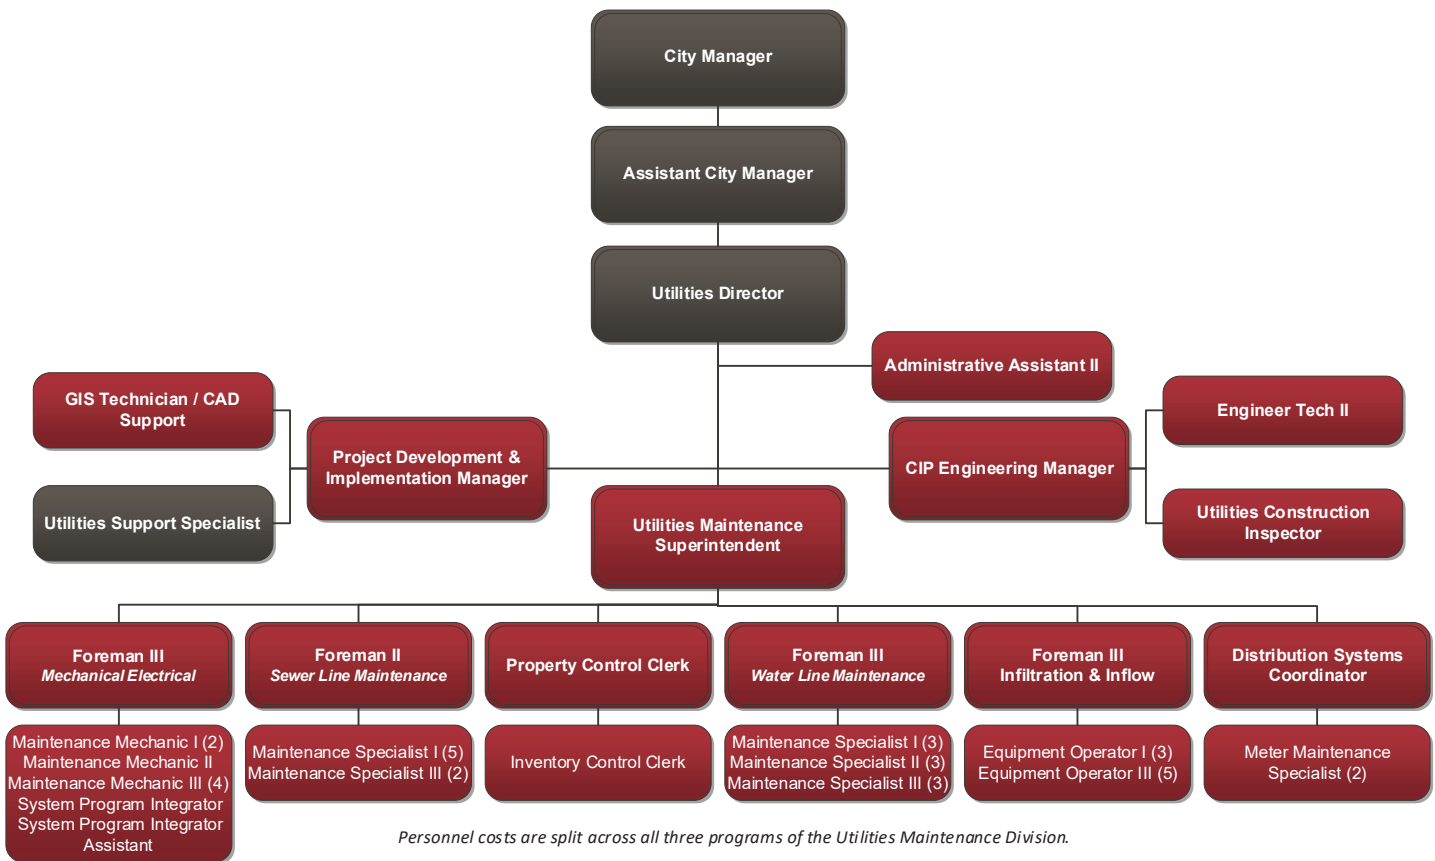 City Manager
Assistant City Manager
Utilities Director
Administrative Assistant II
GIS Technician / CAD
Support
Engineer Tech II
Project Development &
Implementation Manager
CIP Engineering Manager
Utilities Support Specialist
Utilities Construction
Inspector
Utilities Maintenance
Superintendent
Foreman III
Mechanical Electrical
Foreman II
Sewer Line Maintenance
Property Control Clerk
Foreman III
Water Line Maintenance
Foreman III
Infiltration & Inflow
Distribution Systems
Coordinator
Maintenance Mechanic I (2)
Maintenance Mechanic II
Maintenance Mechanic III (4)
System Program Integrator
System Program Integrator
Assistant
Maintenance Specialist I (5)
Maintenance Specialist III (2)
Inventory Control Clerk
Maintenance Specialist I (3)
Maintenance Specialist II (3)
Maintenance Specialist III (3)
Equipment Operator I (3)
Equipment Operator III (5)
Meter Maintenance
Specialist (2)
Personnel costs are split across all three programs of the Utilities Maintenance Division.